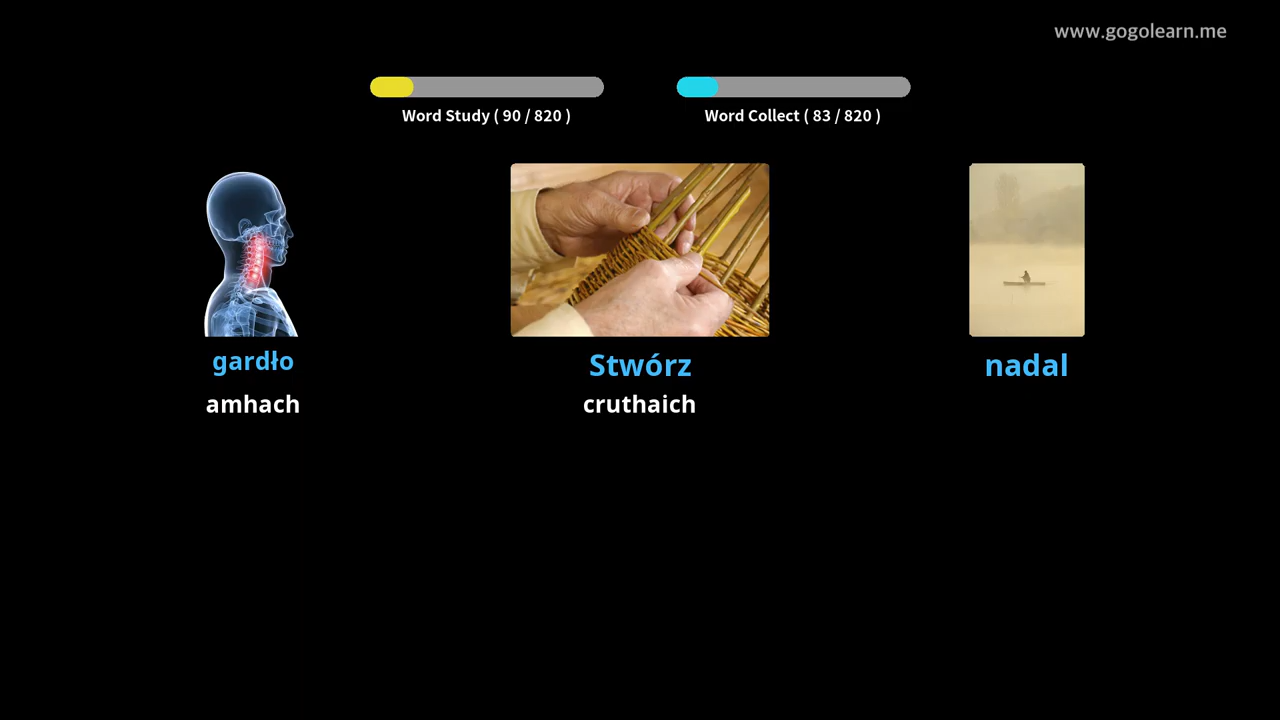 www.gogolearn.me
Word Study ( 90 / 820 )
Word Collect ( 83 / 820 )
gardło
Stwórz
nadal
amhach
cruthaich